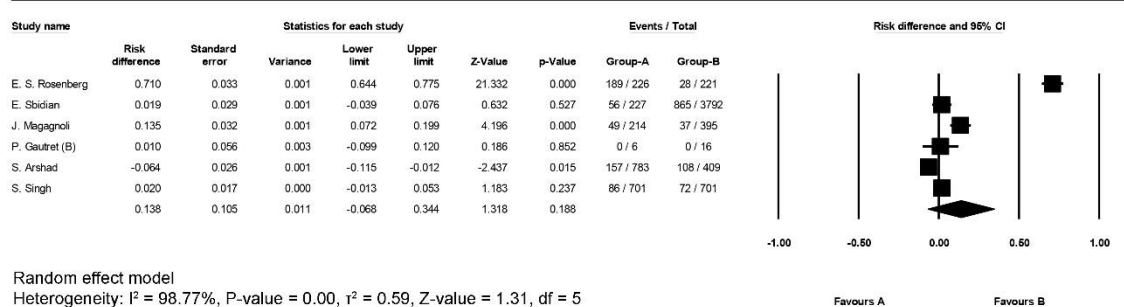 Study name Statistics for each study Events / Total Risk difference and 95% CI
Risk difference Standard error Variance Lower limit Upper limit Z-Value p-Value Group-A Group-B
E. S. Rosenberg 0.710 0.033 0.001 0.644 0.775 21.332 0.000 189 / 226 28 / 221
E. Sbidian 0.019 0.029 0.001 -0.039 0.076 0.632 0.527 56 / 227 865 / 3792
J. Magagnoli 0.135 0.032 0.001 0.072 0.199 4.196 0.000 49 / 214 37 / 395
P. Gautret (B) 0.010 0.056 0.003 -0.099 0.120 0.186 0.852 0 / 6 0 / 16
S. Arshad -0.064 0.026 0.001 -0.115 -0.012 -2.437 0.015 157 / 783 108 / 409
S. Singh 0.020 0.017 0.000 -0.013 0.053 1.183 0.237 86 / 701 72 / 701
0.138 0.105 0.011 -0.068 0.344 1.318 0.188
-1.00 -0.50 0.00 0.50 1.00
Random effect model
Heterogeneity: I² = 98.77%, P-value = 0.00, τ² = 0.59, Z-value = 1.31, df = 5
Favours A Favours B